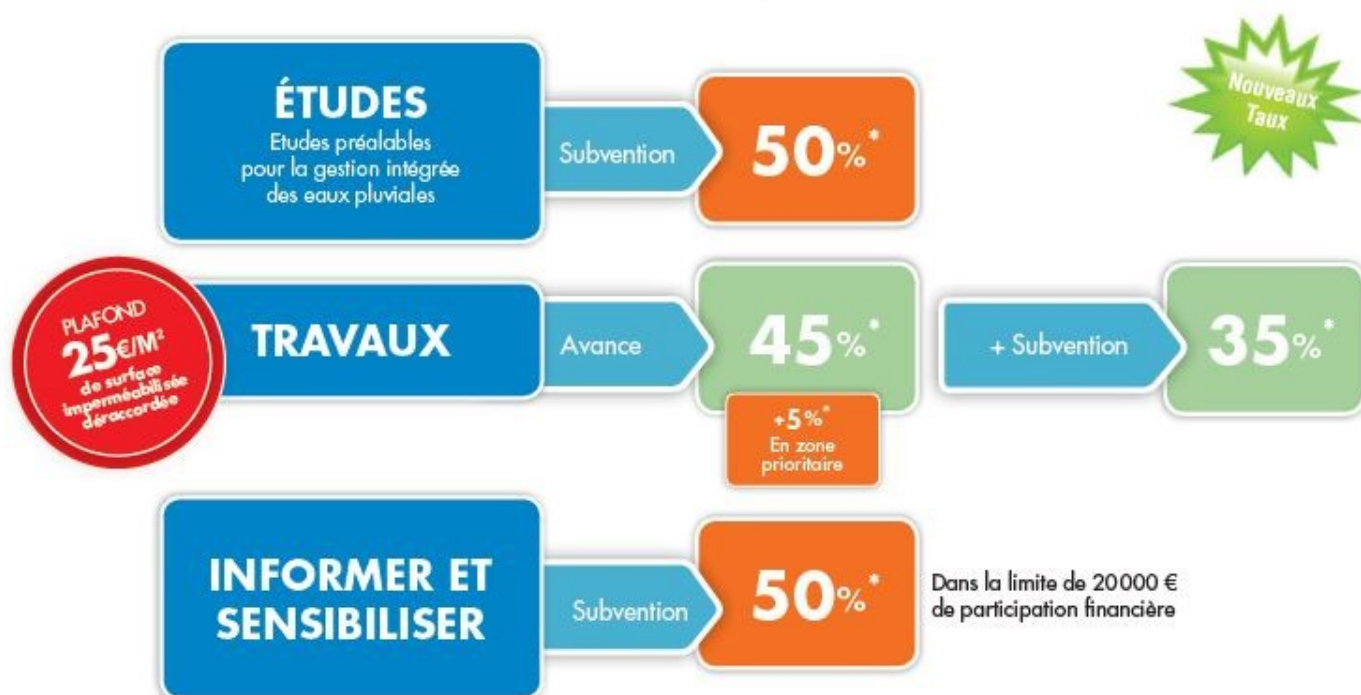 ÉTUDES
Etudes préalables
pour la gestion intégrée
des eaux pluviales
Subvention
50%*
Nouveaux
Taux
PLAFOND
25€/M²
de surface
imperméabilisée
déraccordée
TRAVAUX
Avance
45%*
+5%*
En zone
prioritaire
+ Subvention
35%*
INFORMER ET
SENSIBILISER
Subvention
50%*
Dans la limite de 20000 €
de participation financière